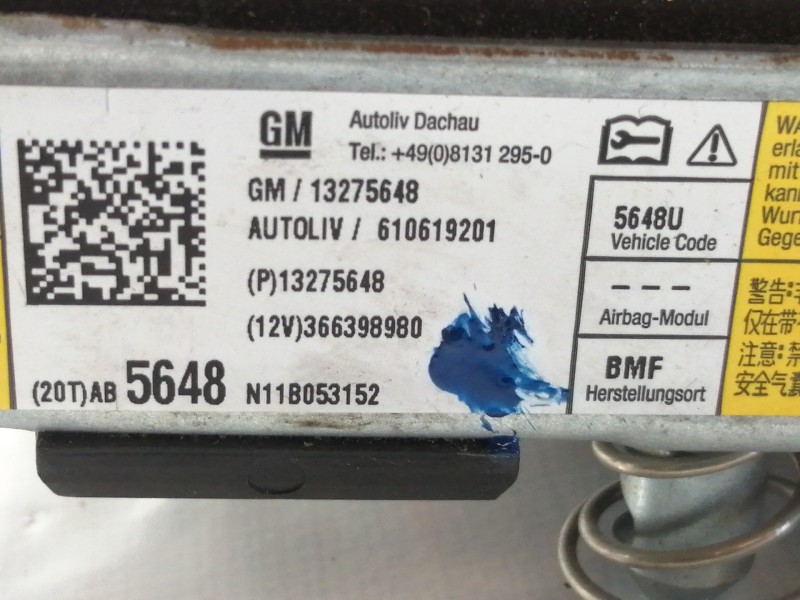 GM
Autoliv Dachau
Tel.: +49(0)8131 295-0
GM / 13275648
AUTOLIV / 610619201
(P)13275648
(12V)366398980
(20T)AB 5648 N11B053152
5648U
Vehicle Code
---
Airbag-Modul
BMF
Herstellungsort
WA
erla
mit
kann
Wur
Gege
警告:
仅在带
注意: 禁
安全气囊